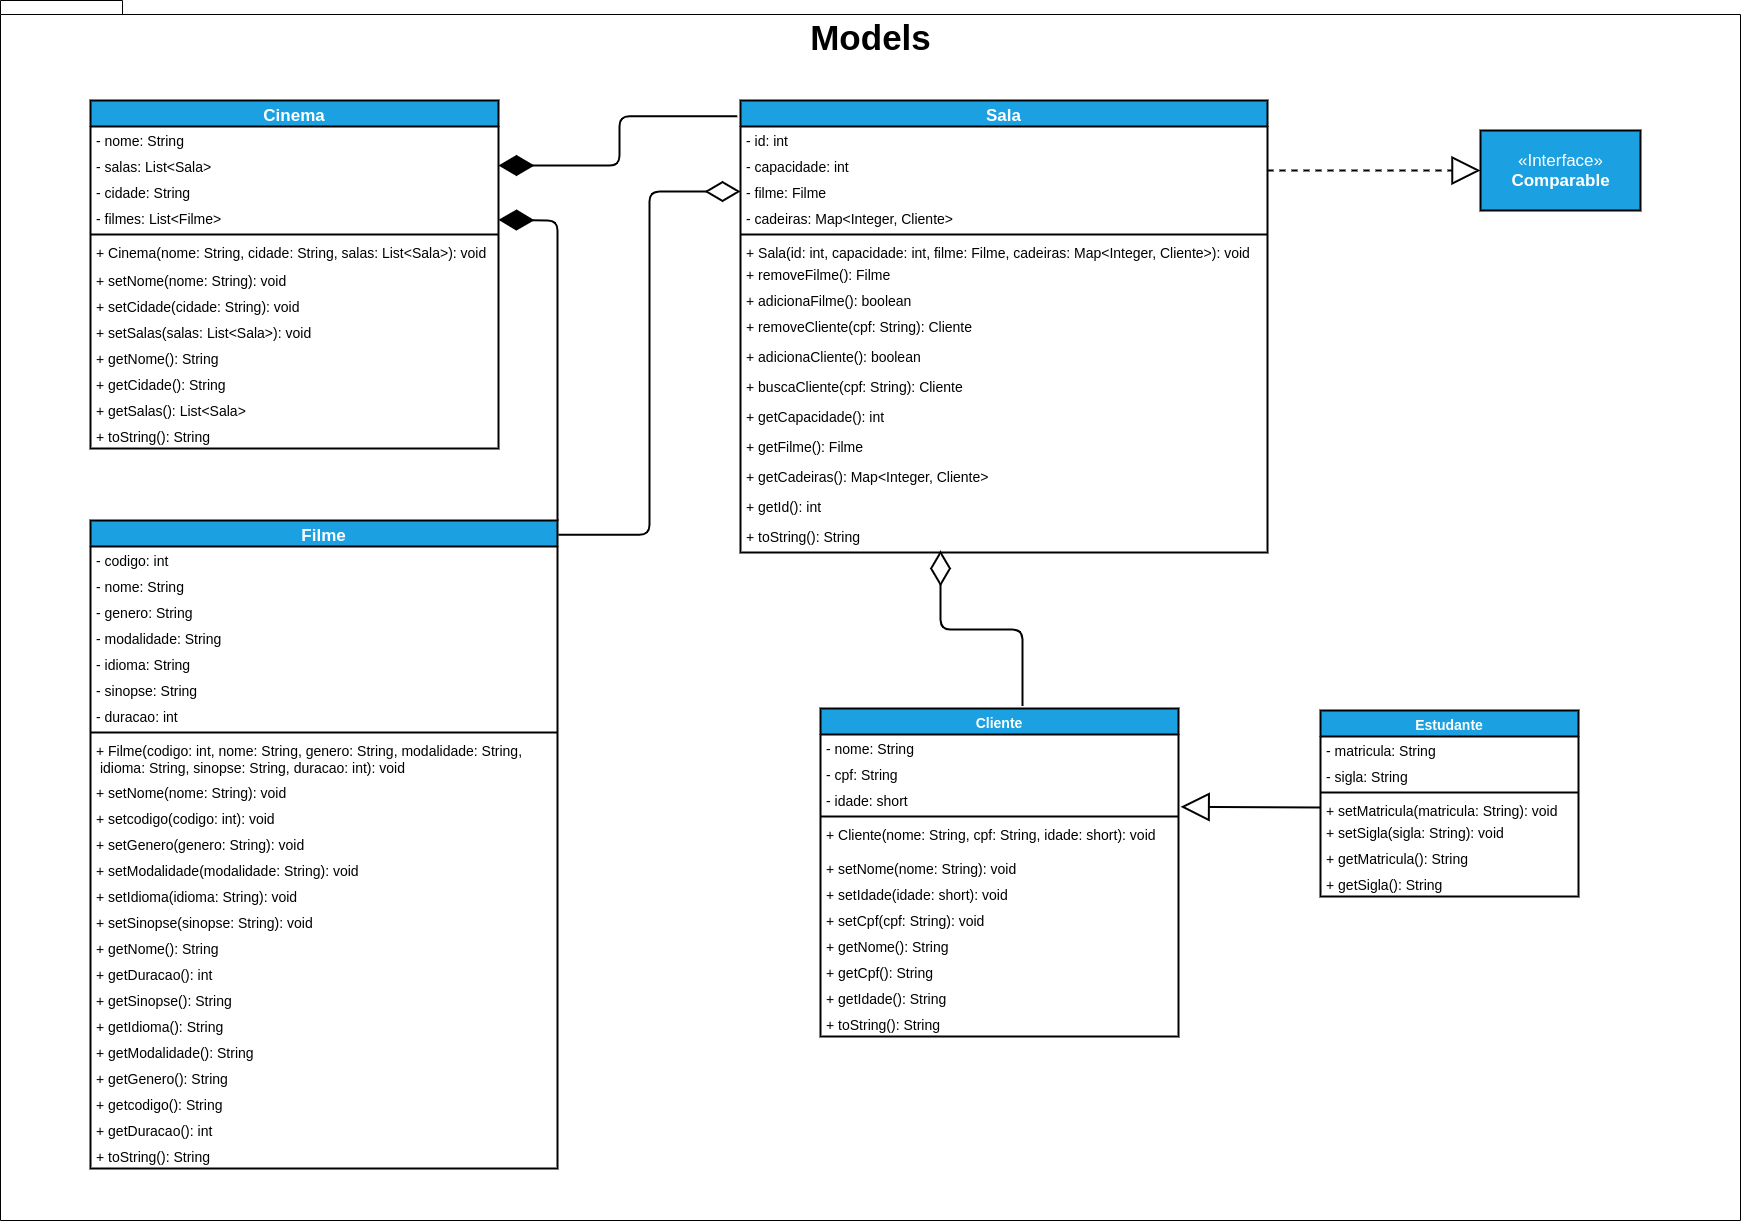 Models
Cinema
- nome: String
- salas: List<Sala>
- cidade: String
- filmes: List<Filme>
+ Cinema(nome: String, cidade: String, salas: List<Sala>): void
+ setNome(nome: String): void
+ setCidade(cidade: String): void
+ setSalas(salas: List<Sala>): void
+ getNome(): String
+ getCidade(): String
+ getSalas(): List<Sala>
+ toString(): String
Sala
- id: int
- capacidade: int
- filme: Filme
- cadeiras: Map<Integer, Cliente>
+ Sala(id: int, capacidade: int, filme: Filme, cadeiras: Map<Integer, Cliente>): void
+ removeFilme(): Filme
+ adicionaFilme(): boolean
+ removeCliente(cpf: String): Cliente
+ adicionaCliente(): boolean
+ buscaCliente(cpf: String): Cliente
+ getCapacidade(): int
+ getFilme(): Filme
+ getCadeiras(): Map<Integer, Cliente>
+ getId(): int
+ toString(): String
«Interface»
Comparable
Filme
- codigo: int
- nome: String
- genero: String
- modalidade: String
- idioma: String
- sinopse: String
- duracao: int
+ Filme(codigo: int, nome: String, genero: String, modalidade: String,
idioma: String, sinopse: String, duracao: int): void
+ setNome(nome: String): void
+ setcodigo(codigo: int): void
+ setGenero(genero: String): void
+ setModalidade(modalidade: String): void
+ setIdioma(idioma: String): void
+ setSinopse(sinopse: String): void
+ getNome(): String
+ getDuracao(): int
+ getSinopse(): String
+ getIdioma(): String
+ getModalidade(): String
+ getGenero(): String
+ getcodigo(): String
+ getDuracao(): int
+ toString(): String
Cliente
- nome: String
- cpf: String
- idade: short
+ Cliente(nome: String, cpf: String, idade: short): void
+ setNome(nome: String): void
+ setIdade(idade: short): void
+ setCpf(cpf: String): void
+ getNome(): String
+ getCpf(): String
+ getIdade(): String
+ toString(): String
Estudante
- matricula: String
- sigla: String
+ setMatricula(matricula: String): void
+ setSigla(sigla: String): void
+ getMatricula(): String
+ getSigla(): String